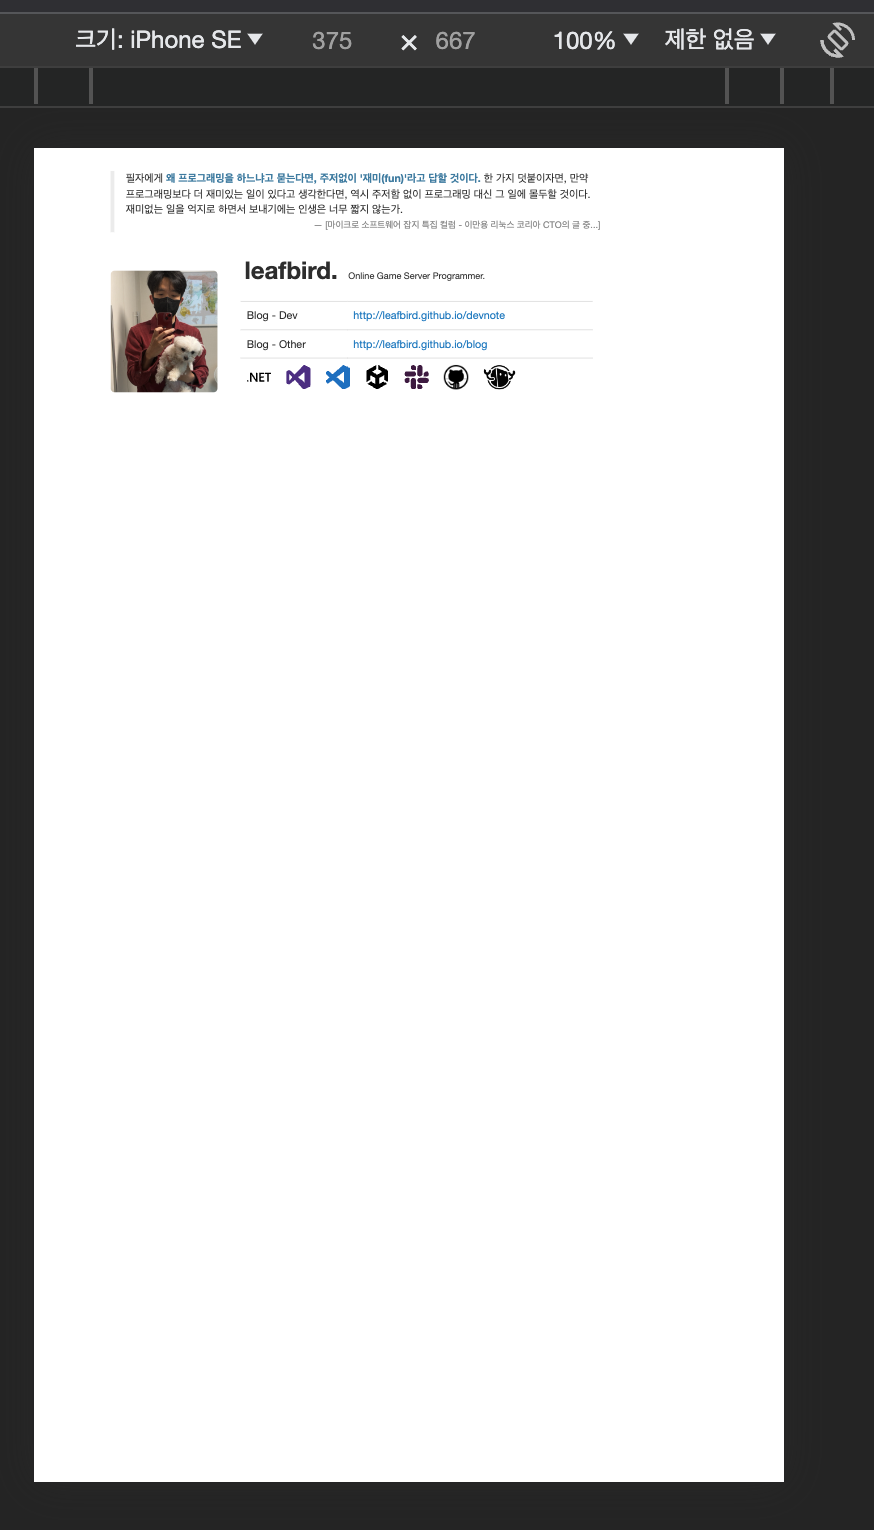 크기: iPhone SE ▼ 375 × 667 100% ▼ 제한 없음 ▼
필자에게 왜 프로그래밍을 하느냐고 묻는다면, 주저없이 '재미(fun)'라고 답할 것이다. 한 가지 덧붙이자면, 만약
프로그래밍보다 더 재미있는 일이 있다고 생각한다면, 역시 주저함 없이 프로그래밍 대신 그 일에 몰두할 것이다.
재미없는 일을 억지로 하면서 보내기에는 인생은 너무 짧지 않는가.
— [마이크로 소프트웨어 잡지 특집 컬럼 - 이만용 리눅스 코리아 CTO의 글 중...]
leafbird. Online Game Server Programmer.
Blog - Dev http://leafbird.github.io/devnote
Blog - Other http://leafbird.github.io/blog
.NET